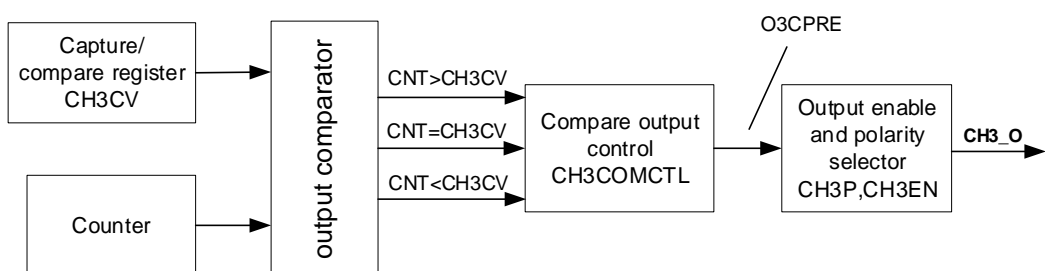 Capture/
compare register
CH3CV
Counter
output comparator
CNT>CH3CV
CNT=CH3CV
CNT<CH3CV
Compare output
control
CH3COMCTL
O3CPRE
Output enable
and polarity
selector
CH3P,CH3EN
CH3_O